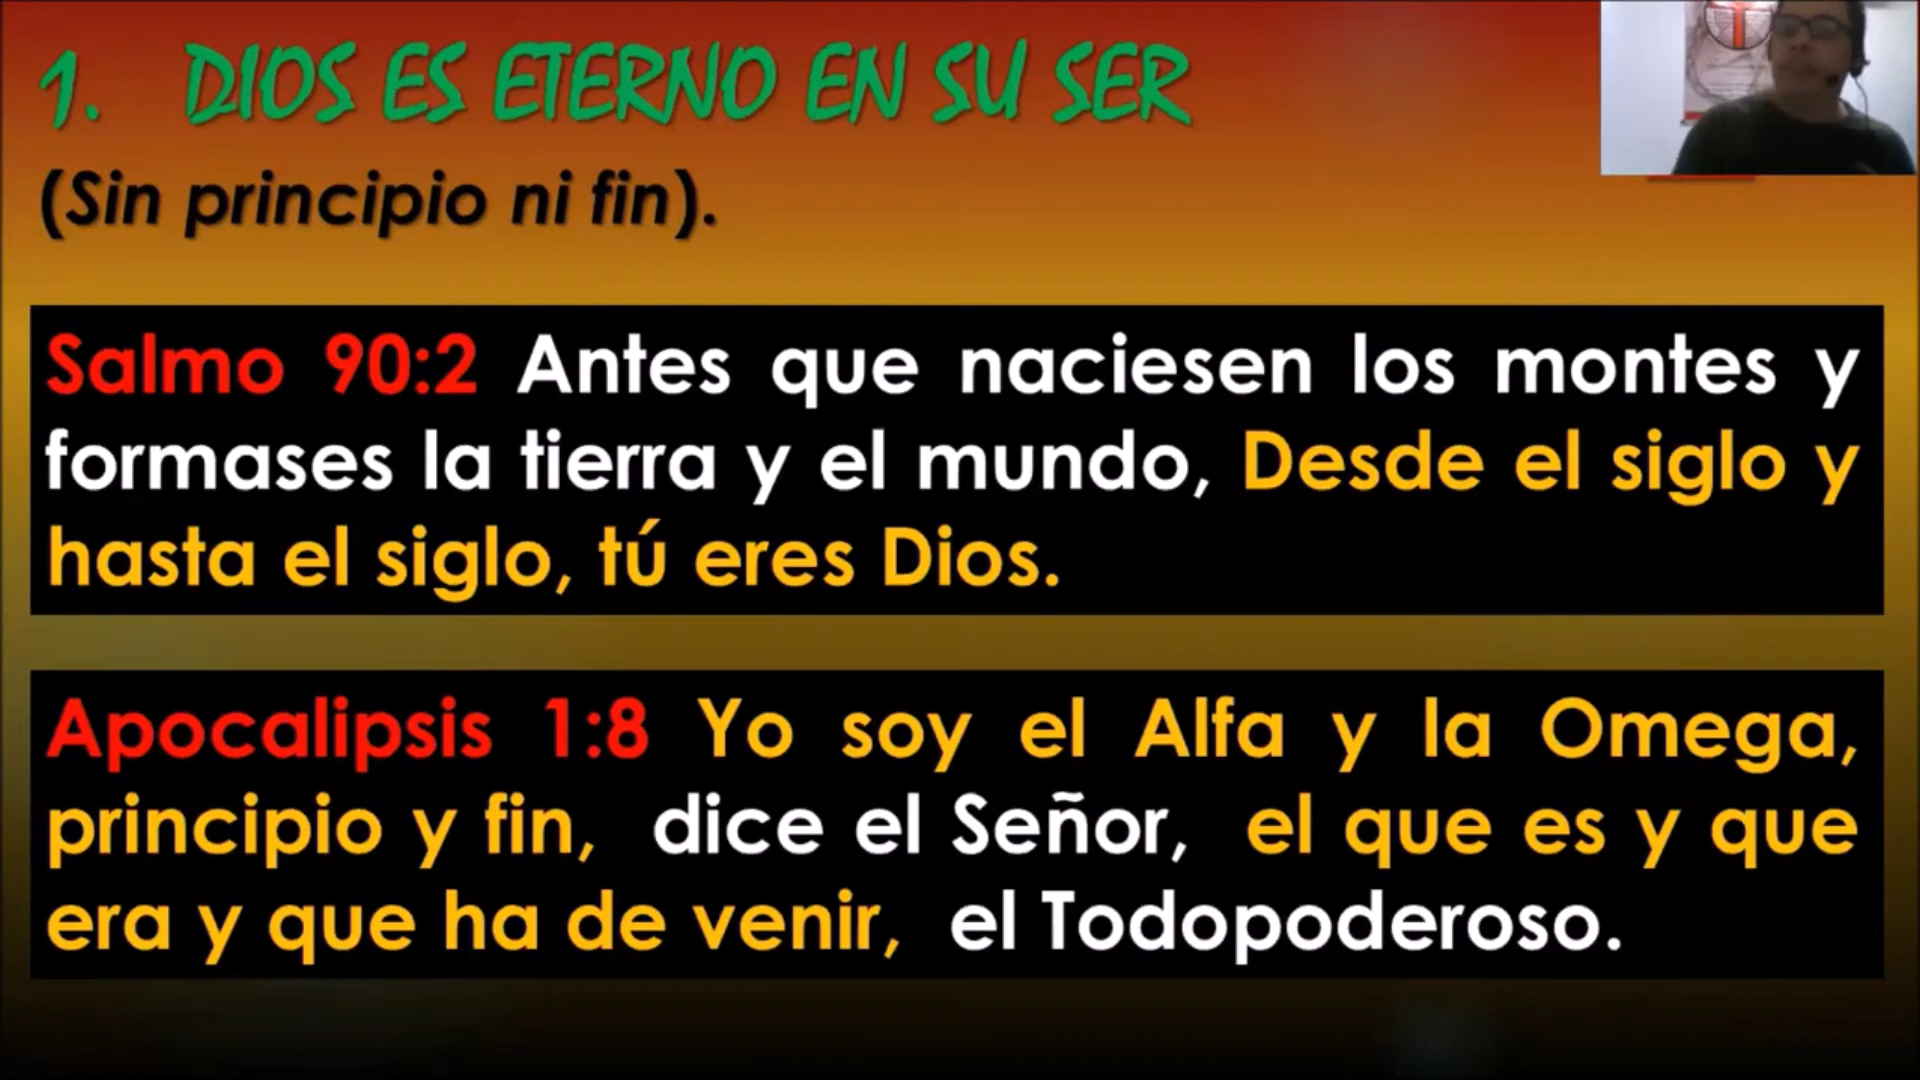 1. DIOS ES ETERNO EN SU SER
(Sin principio ni fin).
Salmo 90:2 Antes que naciesen los montes y
formases la tierra y el mundo, Desde el siglo y
hasta el siglo, tú eres Dios.
Apocalipsis 1:8 Yo soy el Alfa y la Omega,
principio y fin, dice el Señor, el que es y que
era y que ha de venir, el Todopoderoso.